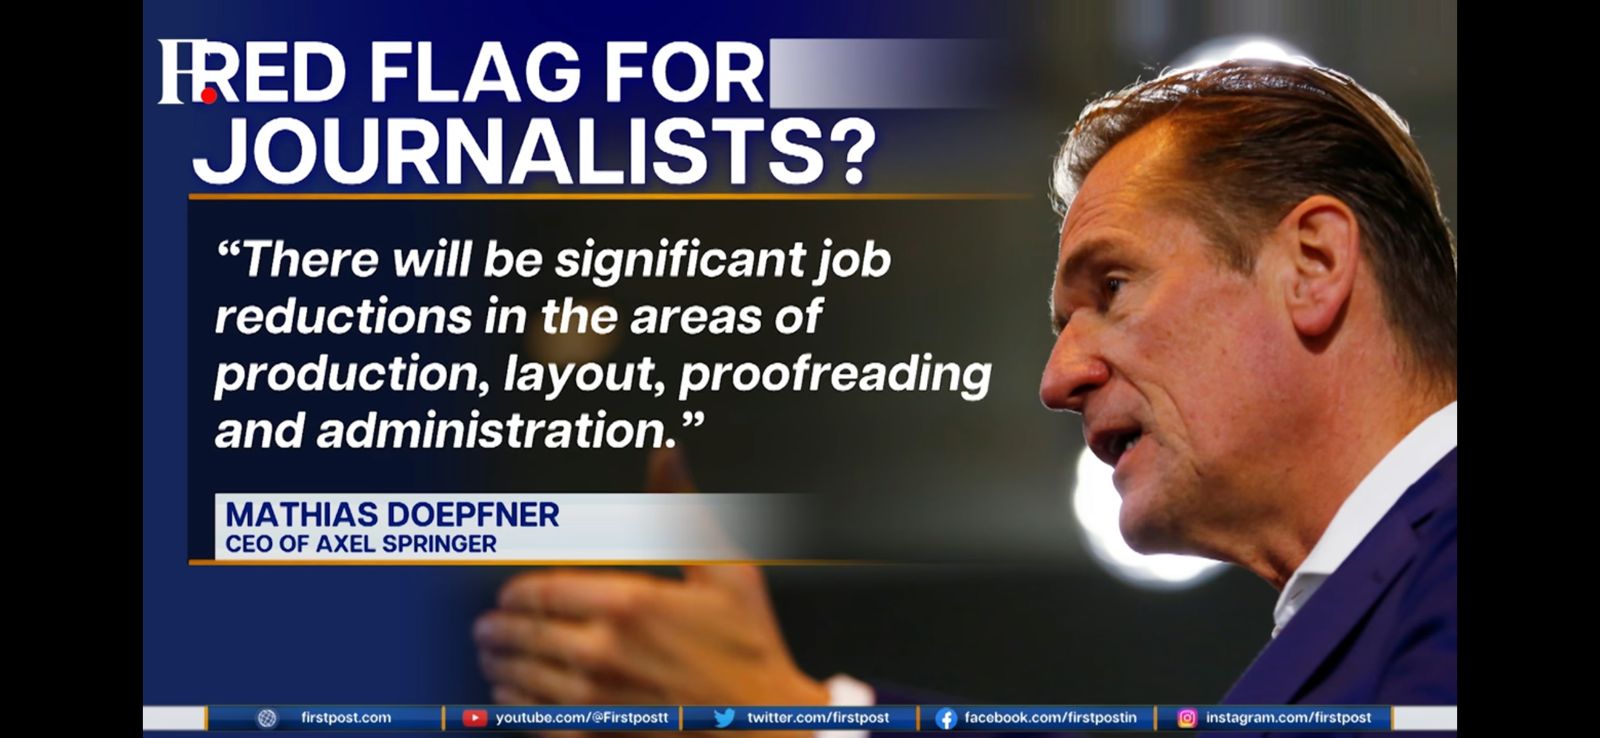 F.
RED FLAG FOR
JOURNALISTS?
“There will be significant job
reductions in the areas of
production, layout, proofreading
and administration.”
MATHIAS DOEPFNER
CEO OF AXEL SPRINGER
firstpost.com
youtube.com/@Firstpostt
twitter.com/firstpost
facebook.com/firstpostin
instagram.com/firstpost